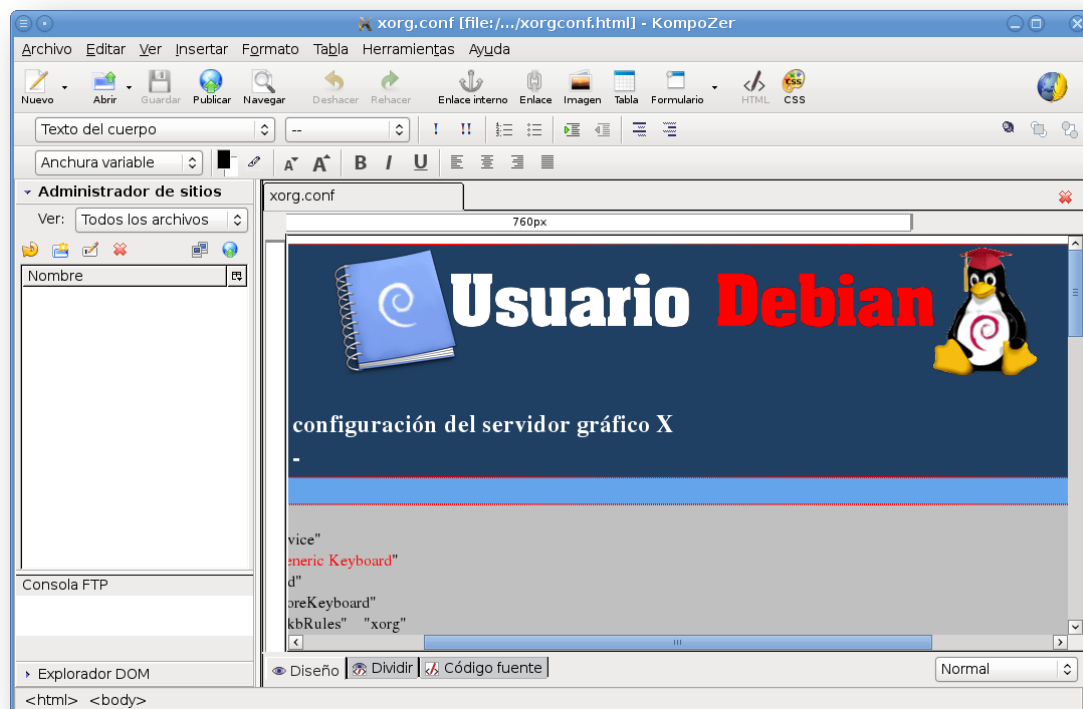 xorg.conf [file:/.../xorgconf.html] - KompoZer
Archivo Editar Ver Insertar Formato Tabla Herramientas Ayuda
Nuevo Abrir Guardar Publicar Navegar Deshacer Rehacer Enlace interno Enlace Imagen Tabla Formulario HTML CSS
Texto del cuerpo -- ! !!
Anchura variable A A B I U
Administrador de sitios
xorg.conf
Ver: Todos los archivos
760px
Nombre
Usuario Debian
configuración del servidor gráfico X
-
vice"
eneric Keyboard"
d"
oreKeyboard"
kbRules" "xorg"
Consola FTP
Explorador DOM
Diseño Dividir Código fuente Normal
<html> <body>